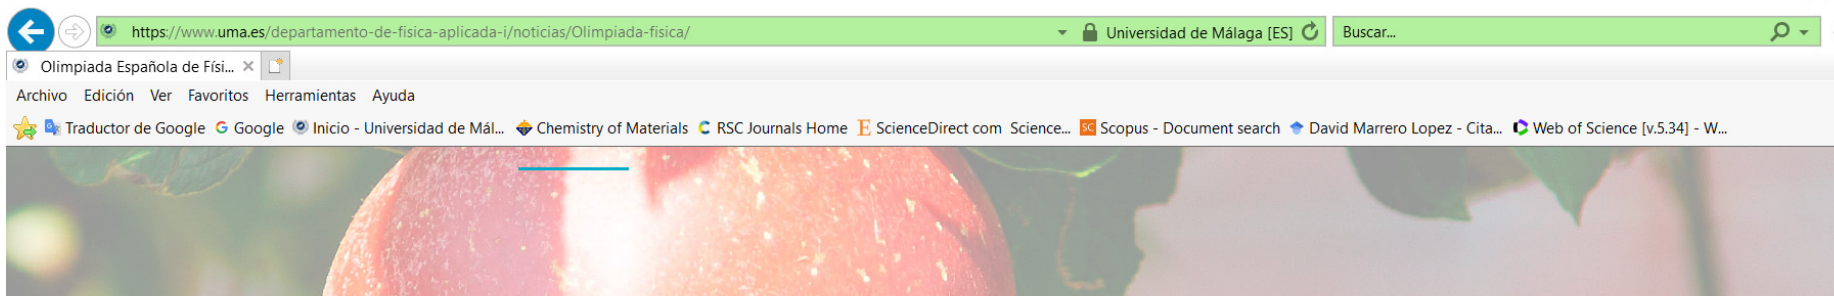 https://www.uma.es/departamento-de-fisica-aplicada-i/noticias/Olimpiada-fisica/ Universidad de Málaga [ES] Buscar...
Olimpiada Española de Físi...
Archivo Edición Ver Favoritos Herramientas Ayuda
Traductor de Google Google Inicio - Universidad de Mál... Chemistry of Materials RSC Journals Home ScienceDirect com Science... Scopus - Document search David Marrero Lopez - Cita... Web of Science [v.5.34] - W...